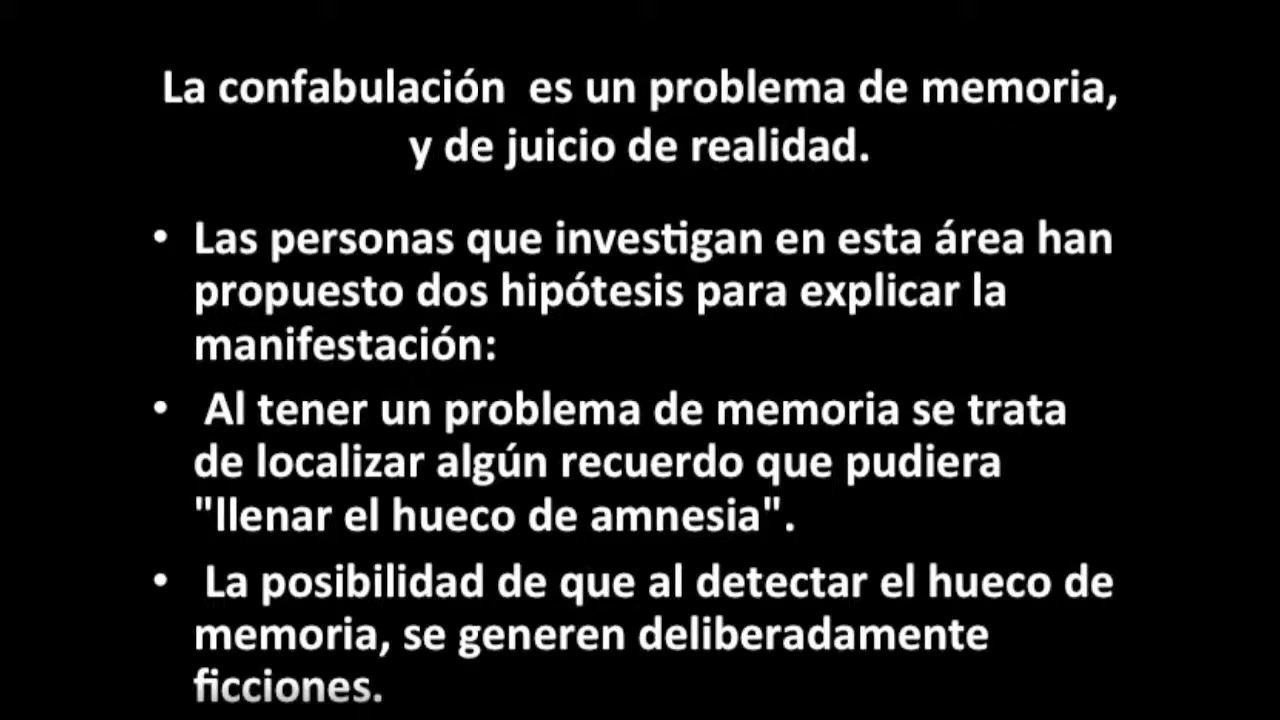 La confabulación  es un problema de memoria,
y de juicio de realidad.
• Las personas que investigan en esta área han
propuesto dos hipótesis para explicar la
manifestación:
• Al tener un problema de memoria se trata
de localizar algún recuerdo que pudiera
"llenar el hueco de amnesia".
• La posibilidad de que al detectar el hueco de
memoria, se generen deliberadamente
ficciones.